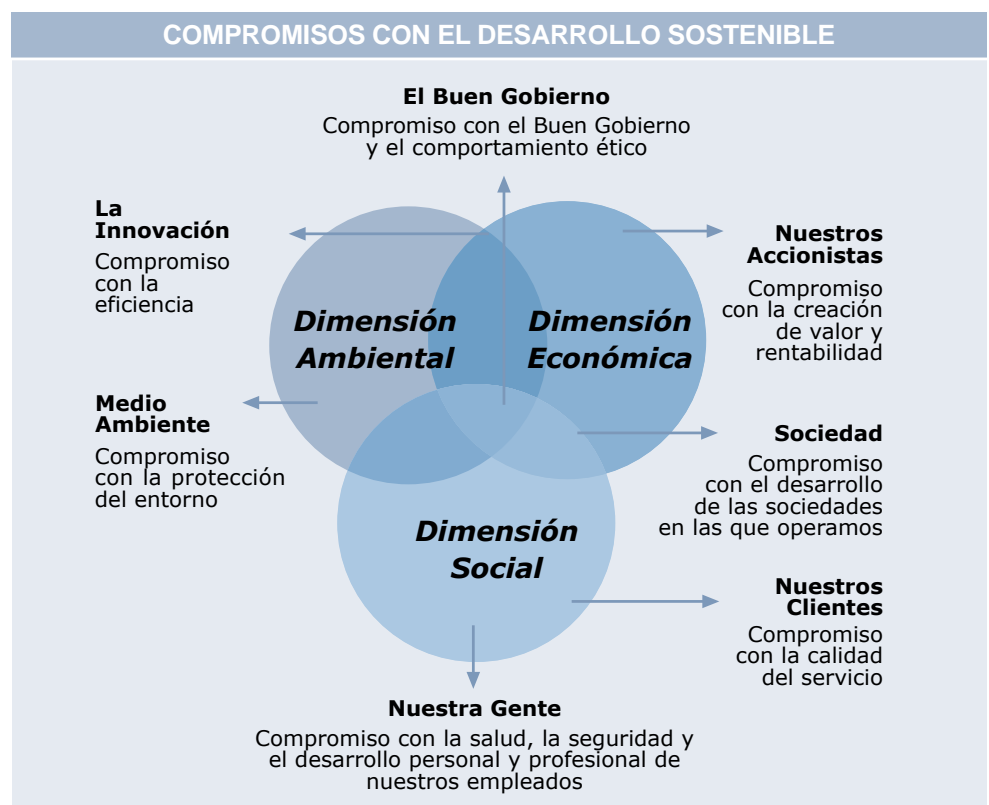 COMPROMISOS CON EL DESARROLLO SOSTENIBLE
El Buen Gobierno
Compromiso con el Buen Gobierno
y el comportamiento ético
La
Innovación
Compromiso
con la
eficiencia
Nuestros
Accionistas
Compromiso
con la creación
de valor y
rentabilidad
Dimensión
Ambiental
Dimensión
Económica
Medio
Ambiente
Compromiso
con la protección
del entorno
Sociedad
Compromiso
con el desarrollo
de las sociedades
en las que operamos
Dimensión
Social
Nuestros
Clientes
Compromiso
con la calidad
del servicio
Nuestra Gente
Compromiso con la salud, la seguridad y
el desarrollo personal y profesional de
nuestros empleados